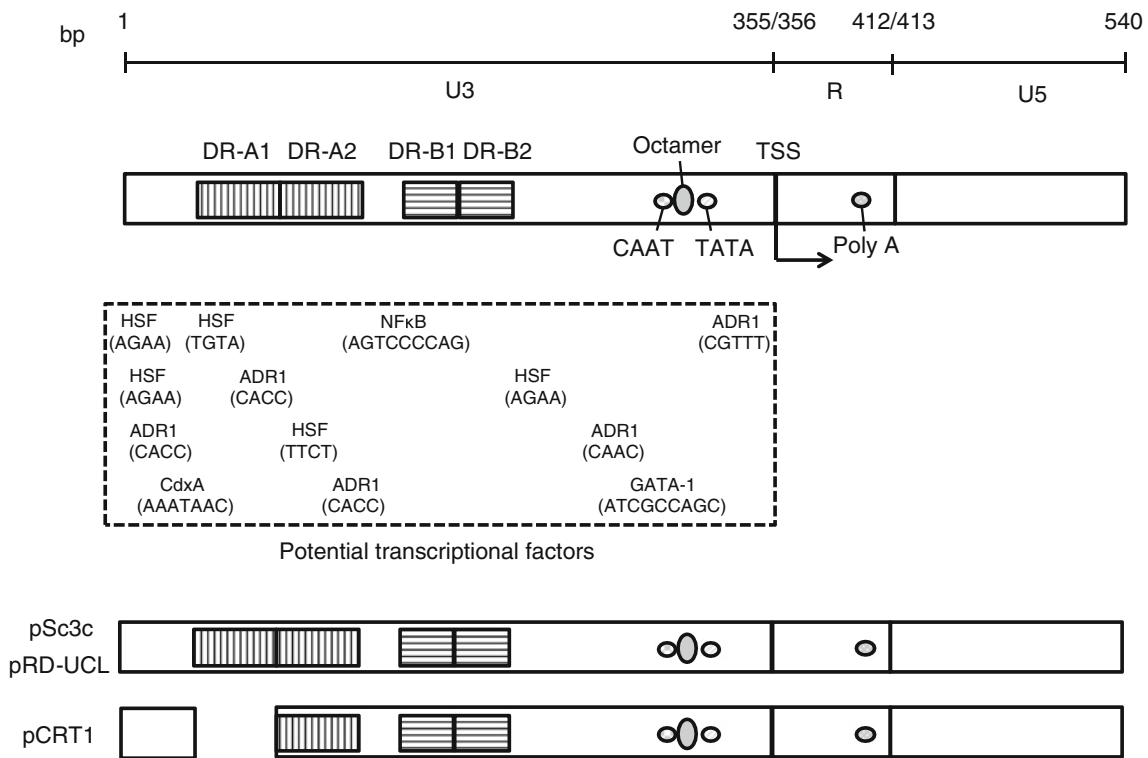 bp 1 355/356 412/413 540
U3 R U5
DR-A1 DR-A2 DR-B1 DR-B2 Octamer TSS
CAAT TATA Poly A
HSF HSF NFκB ADR1
(AGAA) (TGTA) (AGTCCCCAG) (CGTTT)
HSF ADR1 HSF
(AGAA) (CACC) (AGAA)
ADR1 HSF ADR1
(CACC) (TTCT) (CAAC)
CdxA ADR1 GATA-1
(AAATAAC) (CACC) (ATCGCCAGC)
Potential transcriptional factors
pSc3c
pRD-UCL
pCRT1